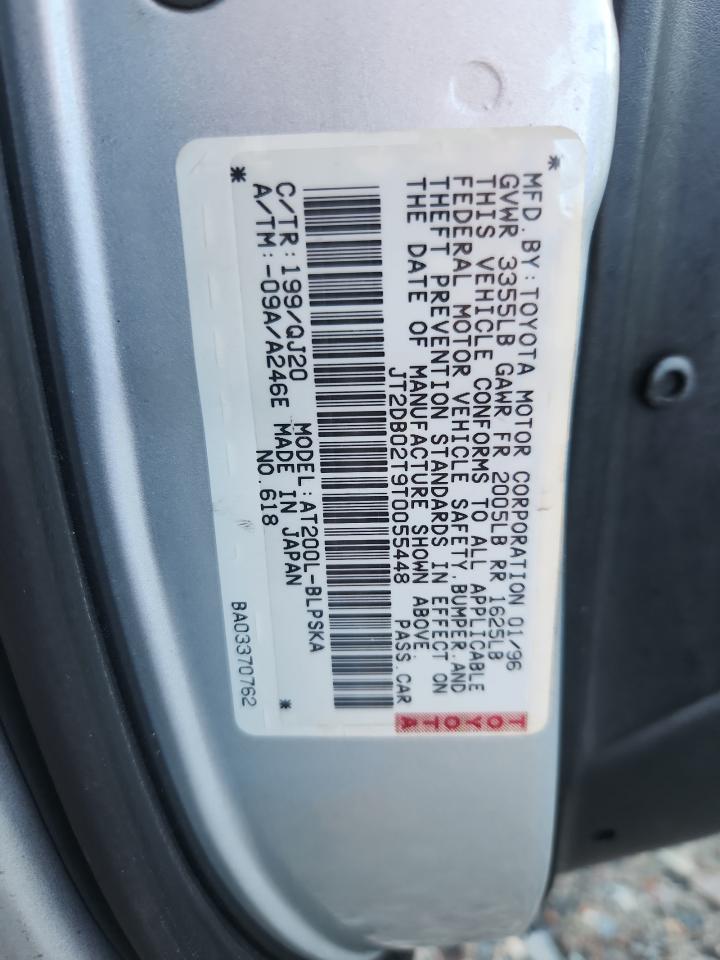 MFD. BY: TOYOTA MOTOR CORPORATION 01/96
GVWR 3355LB GAWR FR 2005LB RR 1625LB
THIS VEHICLE CONFORMS TO ALL APPLICABLE
FEDERAL MOTOR VEHICLE SAFETY, BUMPER, AND
THEFT PREVENTION STANDARDS IN EFFECT ON
THE DATE OF MANUFACTURE SHOWN ABOVE.
JT2DB02T9T0055448 PASS. CAR
TOYOTA
C/TR: 199/QJ20 MODEL: AT200L-BLPSKA
A/TM: -09A/A246E MADE IN JAPAN
NO. 618
BA03370762